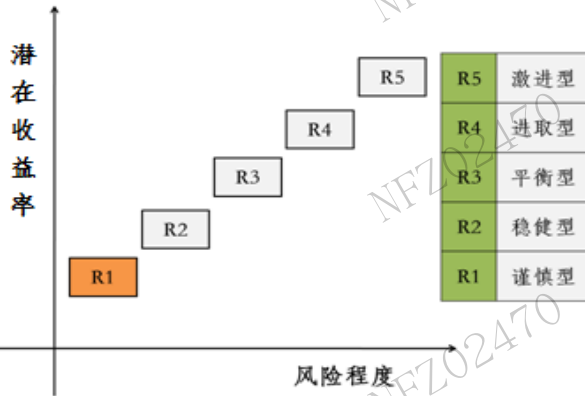 潜在收益率
R5
R4
R3
R2
R1
风险程度
R5 激进型
R4 进取型
R3 平衡型
R2 稳健型
R1 谨慎型
NFZ02470
NFZ02470